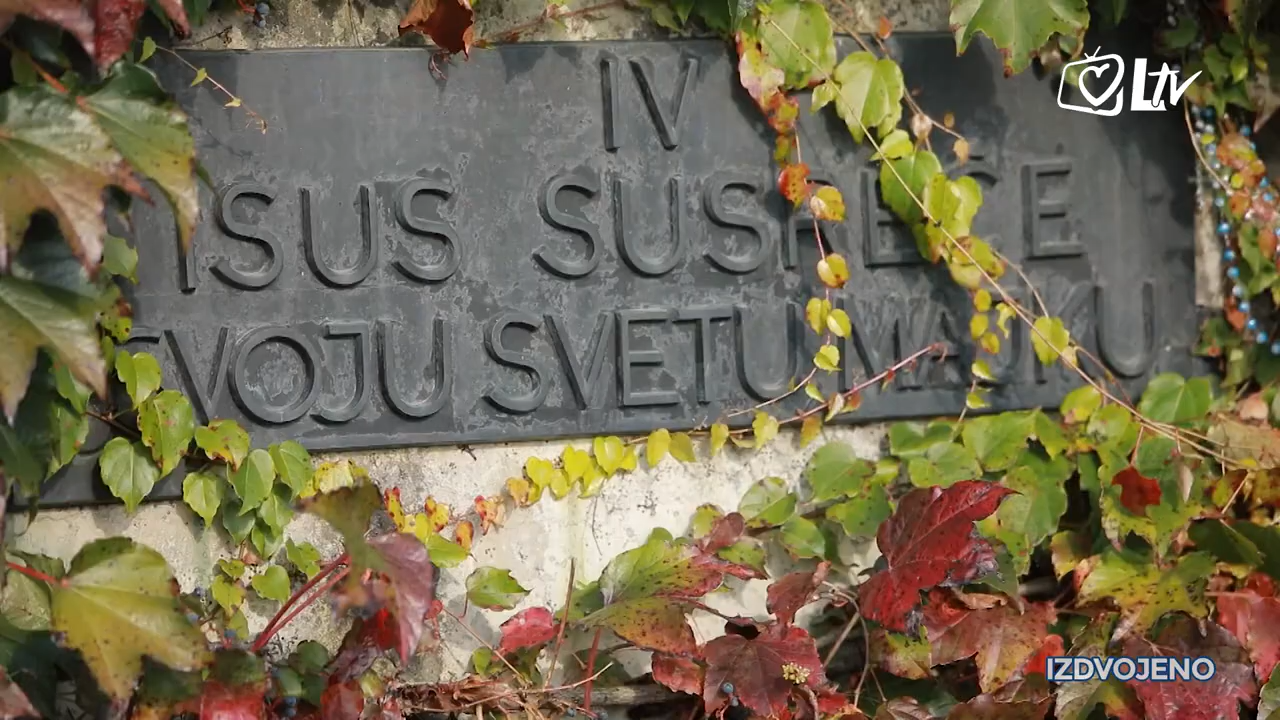 IV
ISUS SUSREĆE
SVOJU SVETU MAJKU
Ltv
IZDVOJENO